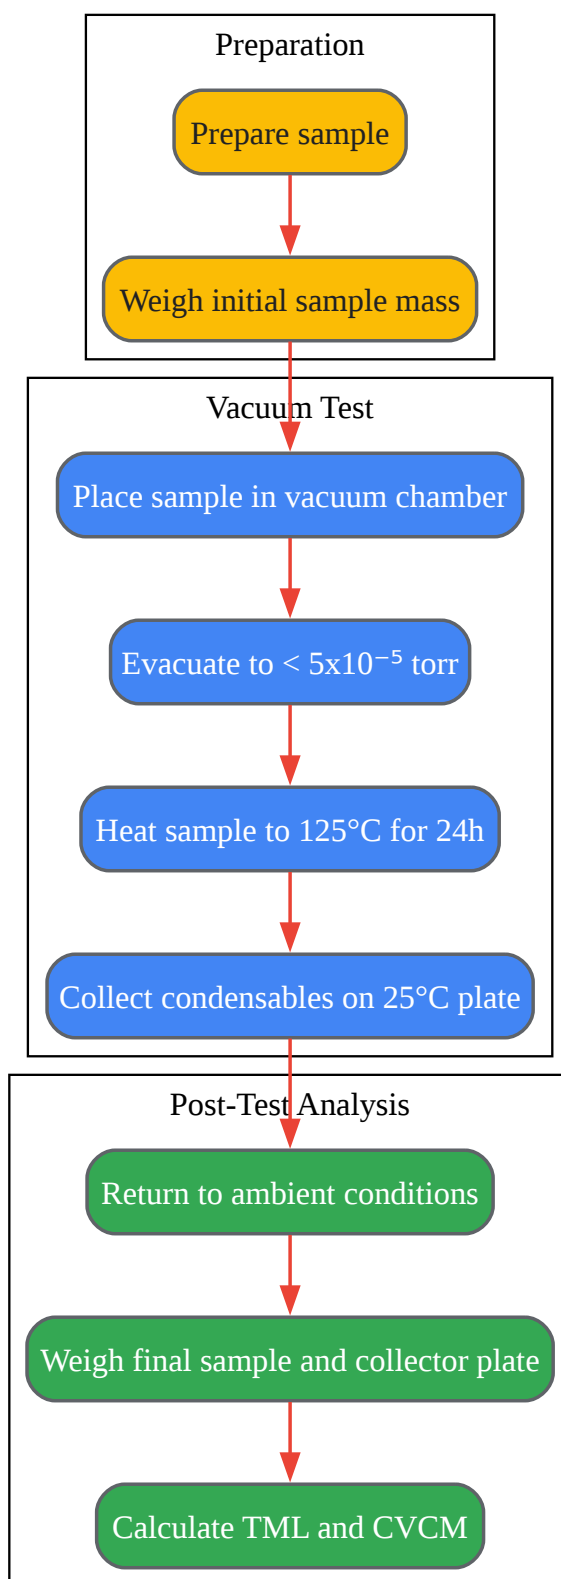 Preparation
Prepare sample
Weigh initial sample mass
Vacuum Test
Place sample in vacuum chamber
Evacuate to < 5x10⁻⁵ torr
Heat sample to 125°C for 24h
Collect condensables on 25°C plate
Post-Test Analysis
Return to ambient conditions
Weigh final sample and collector plate
Calculate TML and CVCM